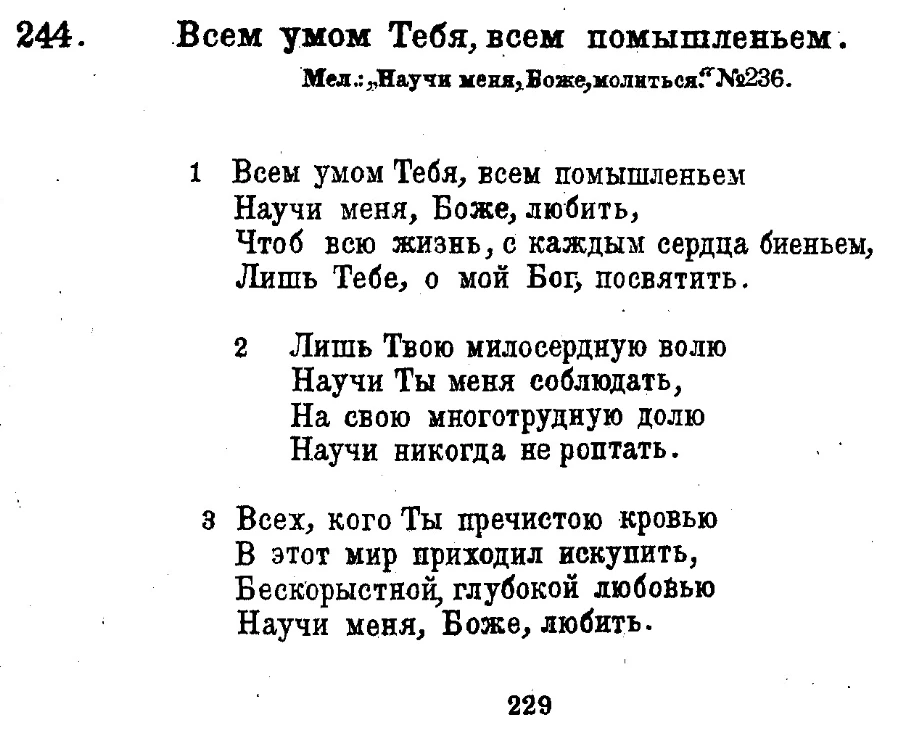 244. Всем умом Тебя, всем помышленьем.
Мел.: „Научи меня, Боже, молиться." №236.
1 Всем умом Тебя, всем помышленьем
Научи меня, Боже, любить,
Чтоб всю жизнь, с каждым сердца биеньем,
Лишь Тебе, о мой Бог, посвятить.
2 Лишь Твою милосердную волю
Научи Ты меня соблюдать,
На свою многотрудную долю
Научи никогда не роптать.
3 Всех, кого Ты пречистою кровью
В этот мир приходил искупить,
Бескорыстной, глубокой любовью
Научи меня, Боже, любить.
229